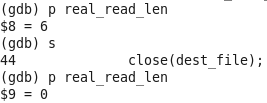 (gdb) p real_read_len
$8 = 6
(gdb) s
44 close(dest_file);
(gdb) p real_read_len
$9 = 0